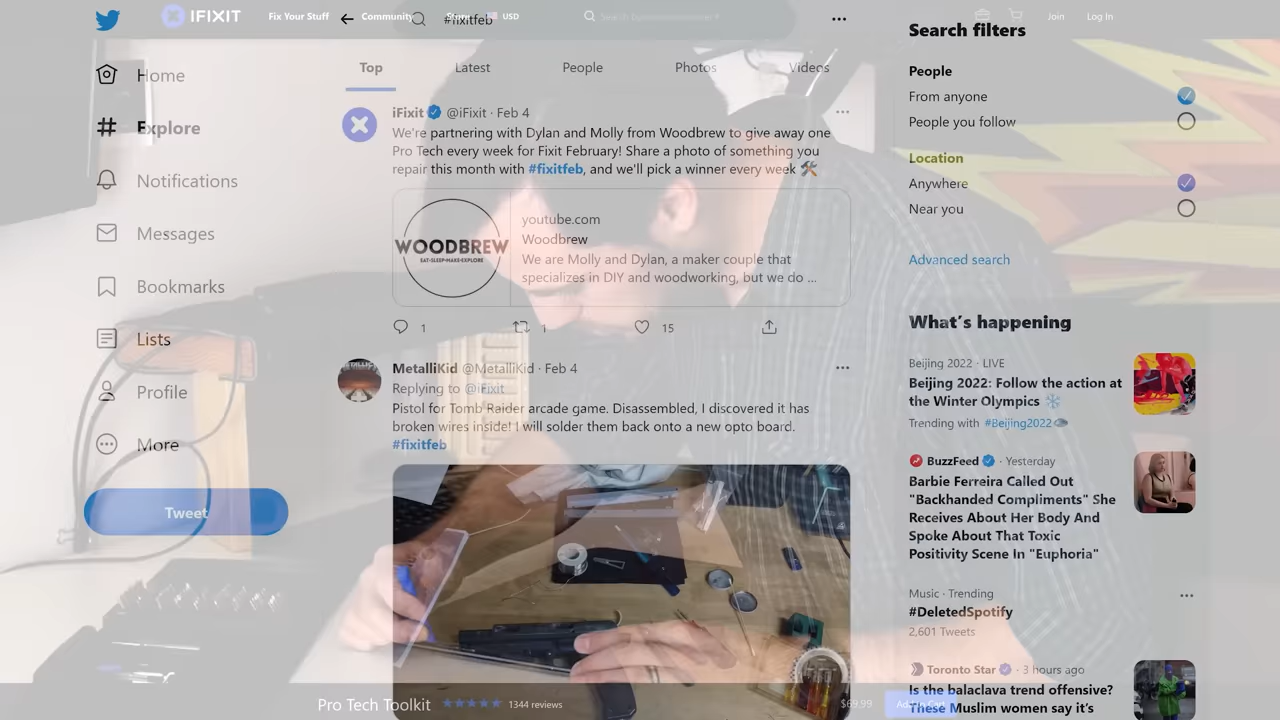 IFIXIT
Fix Your Stuff
Community
Store
USD
Join
Log In
#fixitfeb
Home
Explore
Notifications
Messages
Bookmarks
Lists
Profile
More
Tweet
Top
Latest
People
Photos
Videos
iFixit @iFixit · Feb 4
We're partnering with Dylan and Molly from Woodbrew to give away one
Pro Tech every week for Fixit February! Share a photo of something you
repair this month with #fixitfeb, and we'll pick a winner every week 🛠️
WOODBREW
EAT-SLEEP-MAKE-EXPLORE
youtube.com
Woodbrew
We are Molly and Dylan, a maker couple that
specializes in DIY and woodworking, but we do ...
1
1
15
MetalliKid @MetalliKid · Feb 4
Replying to @iFixit
Pistol for Tomb Raider arcade game. Disassembled, I discovered it has
broken wires inside! I will solder them back onto a new opto board.
#fixitfeb
Search filters
People
From anyone
People you follow
Location
Anywhere
Near you
Advanced search
What's happening
Beijing 2022 · LIVE
Beijing 2022: Follow the action at
the Winter Olympics ❄️
Trending with #Beijing2022
BuzzFeed · Yesterday
Barbie Ferreira Called Out
"Backhanded Compliments" She
Receives About Her Body And
Spoke About That Toxic
Positivity Scene In "Euphoria"
Music · Trending
#DeletedSpotify
2,601 Tweets
Toronto Star · 3 hours ago
Is the balaclava trend offensive?
These Muslim women say it's
Pro Tech Toolkit
1344 reviews
$69.99
Add to Cart